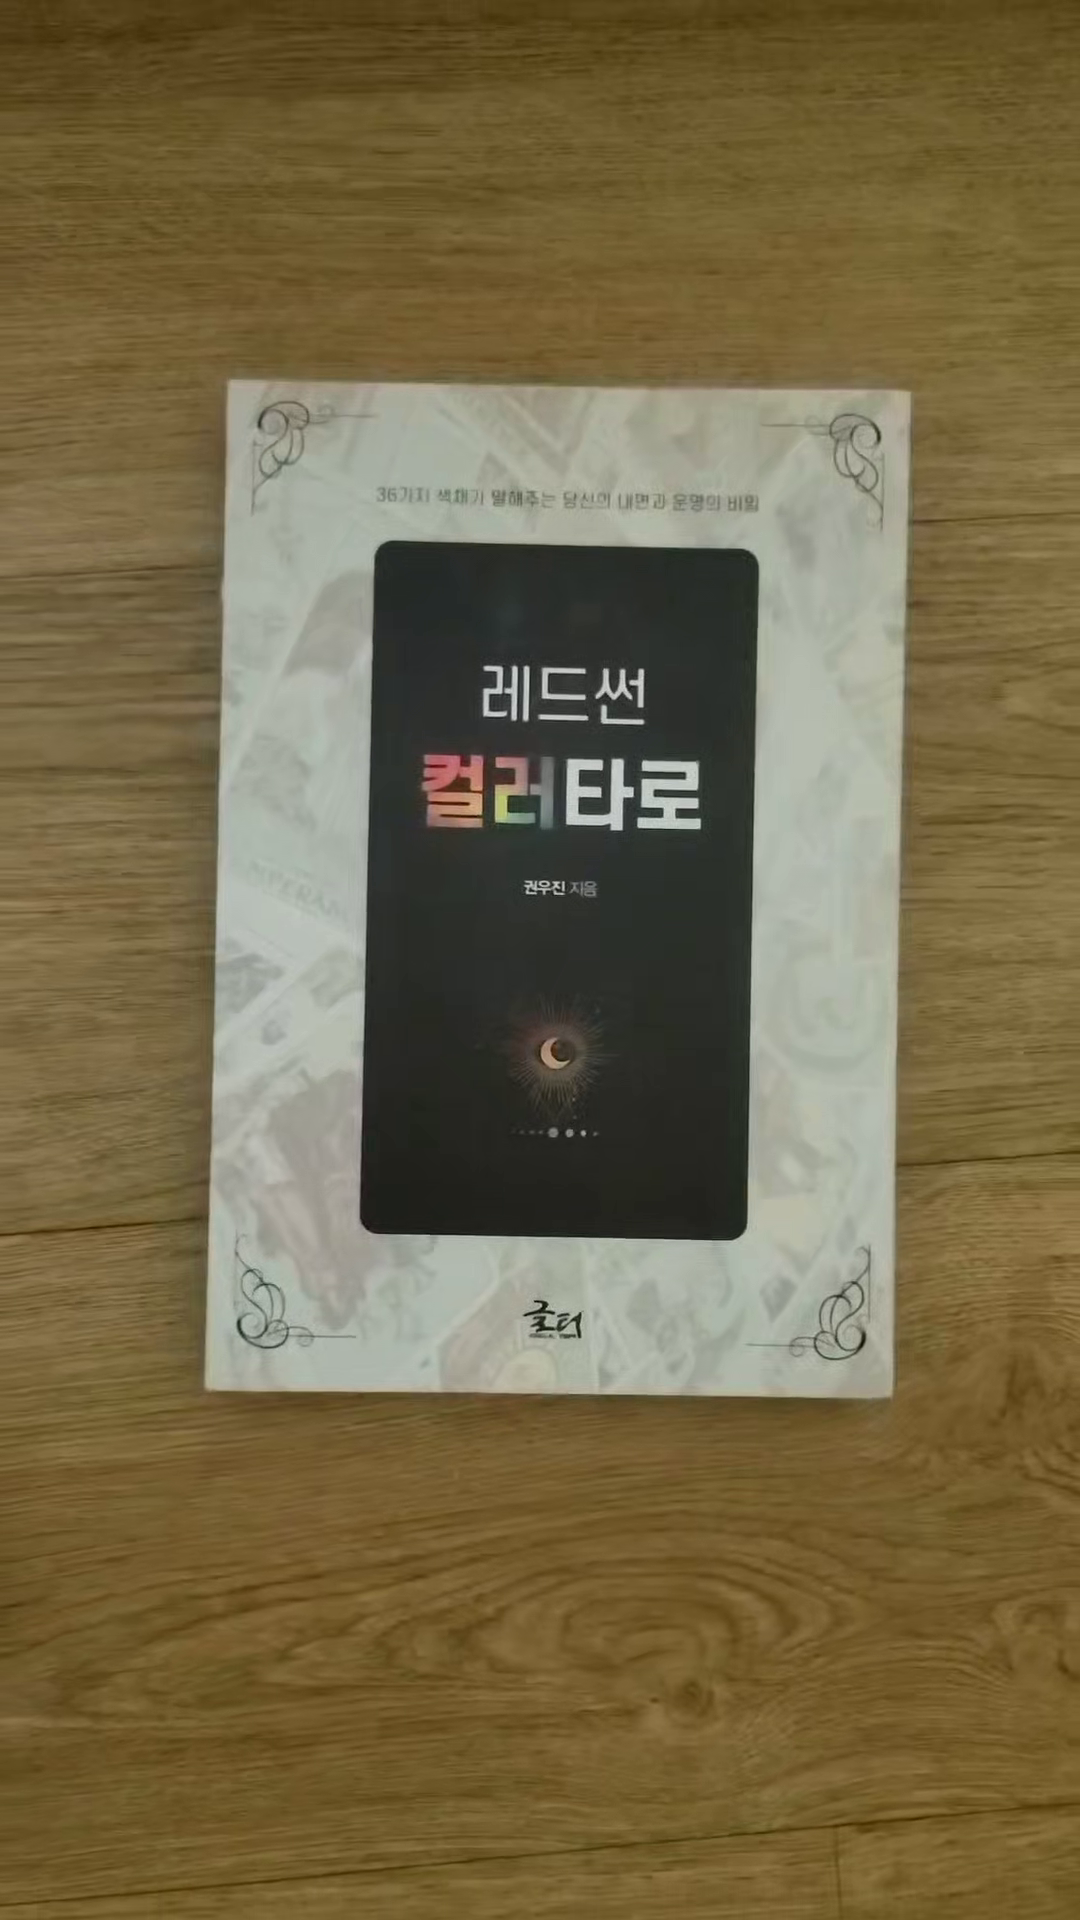 36가지 색채가 말해주는 당신의 내면과 운명의 비밀
레드썬
컬러타로
권우진 지음
글터